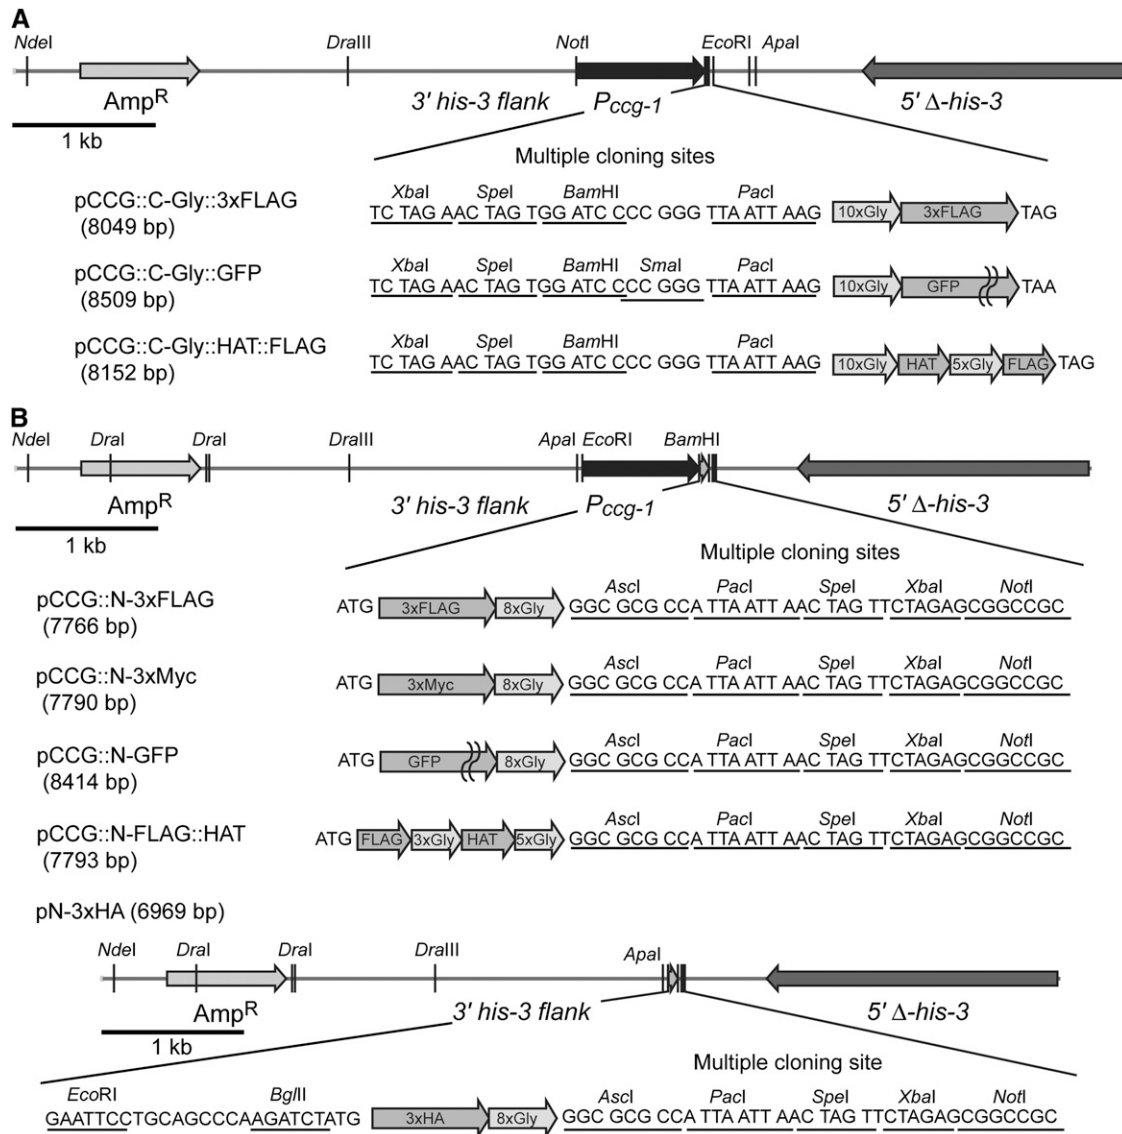 A
NdeI DraIII NotI EcoRI ApaI
AmpR 3' his-3 flank Pccg-1 5' Δ-his-3
1 kb
Multiple cloning sites
XbaI SpeI BamHI PacI
pCCG::C-Gly::3xFLAG TC TAG AAC TAG TGG ATC CCC GGG TTA ATT AAG 10xGly 3xFLAG TAG
(8049 bp)
XbaI SpeI BamHI SmaI PacI
pCCG::C-Gly::GFP TC TAG AAC TAG TGG ATC CCC GGG TTA ATT AAG 10xGly GFP TAA
(8509 bp)
XbaI SpeI BamHI PacI
pCCG::C-Gly::HAT::FLAG TC TAG AAC TAG TGG ATC CCC GGG TTA ATT AAG 10xGly HAT 5xGly FLAG TAG
(8152 bp)
B
NdeI DraI DraI DraIII ApaI EcoRI BamHI
AmpR 3' his-3 flank Pccg-1 5' Δ-his-3
1 kb
Multiple cloning sites
AscI PacI SpeI XbaI NotI
pCCG::N-3xFLAG ATG 3xFLAG 8xGly GGC GCG CCA TTA ATT AAC TAG TTCTAGAGCGGCCGC
(7766 bp)
AscI PacI SpeI XbaI NotI
pCCG::N-3xMyc ATG 3xMyc 8xGly GGC GCG CCA TTA ATT AAC TAG TTCTAGAGCGGCCGC
(7790 bp)
AscI PacI SpeI XbaI NotI
pCCG::N-GFP ATG GFP 8xGly GGC GCG CCA TTA ATT AAC TAG TTCTAGAGCGGCCGC
(8414 bp)
AscI PacI SpeI XbaI NotI
pCCG::N-FLAG::HAT ATG FLAG 3xGly HAT 5xGly GGC GCG CCA TTA ATT AAC TAG TTCTAGAGCGGCCGC
(7793 bp)
pN-3xHA (6969 bp)
NdeI DraI DraI DraIII ApaI
AmpR 3' his-3 flank 5' Δ-his-3
1 kb
Multiple cloning site
EcoRI BglII AscI PacI SpeI XbaI NotI
GAATTCCTGCAGCCCAAGATCTATG 3xHA 8xGly GGC GCG CCA TTA ATT AAC TAG TTCTAGAGCGGCCGC